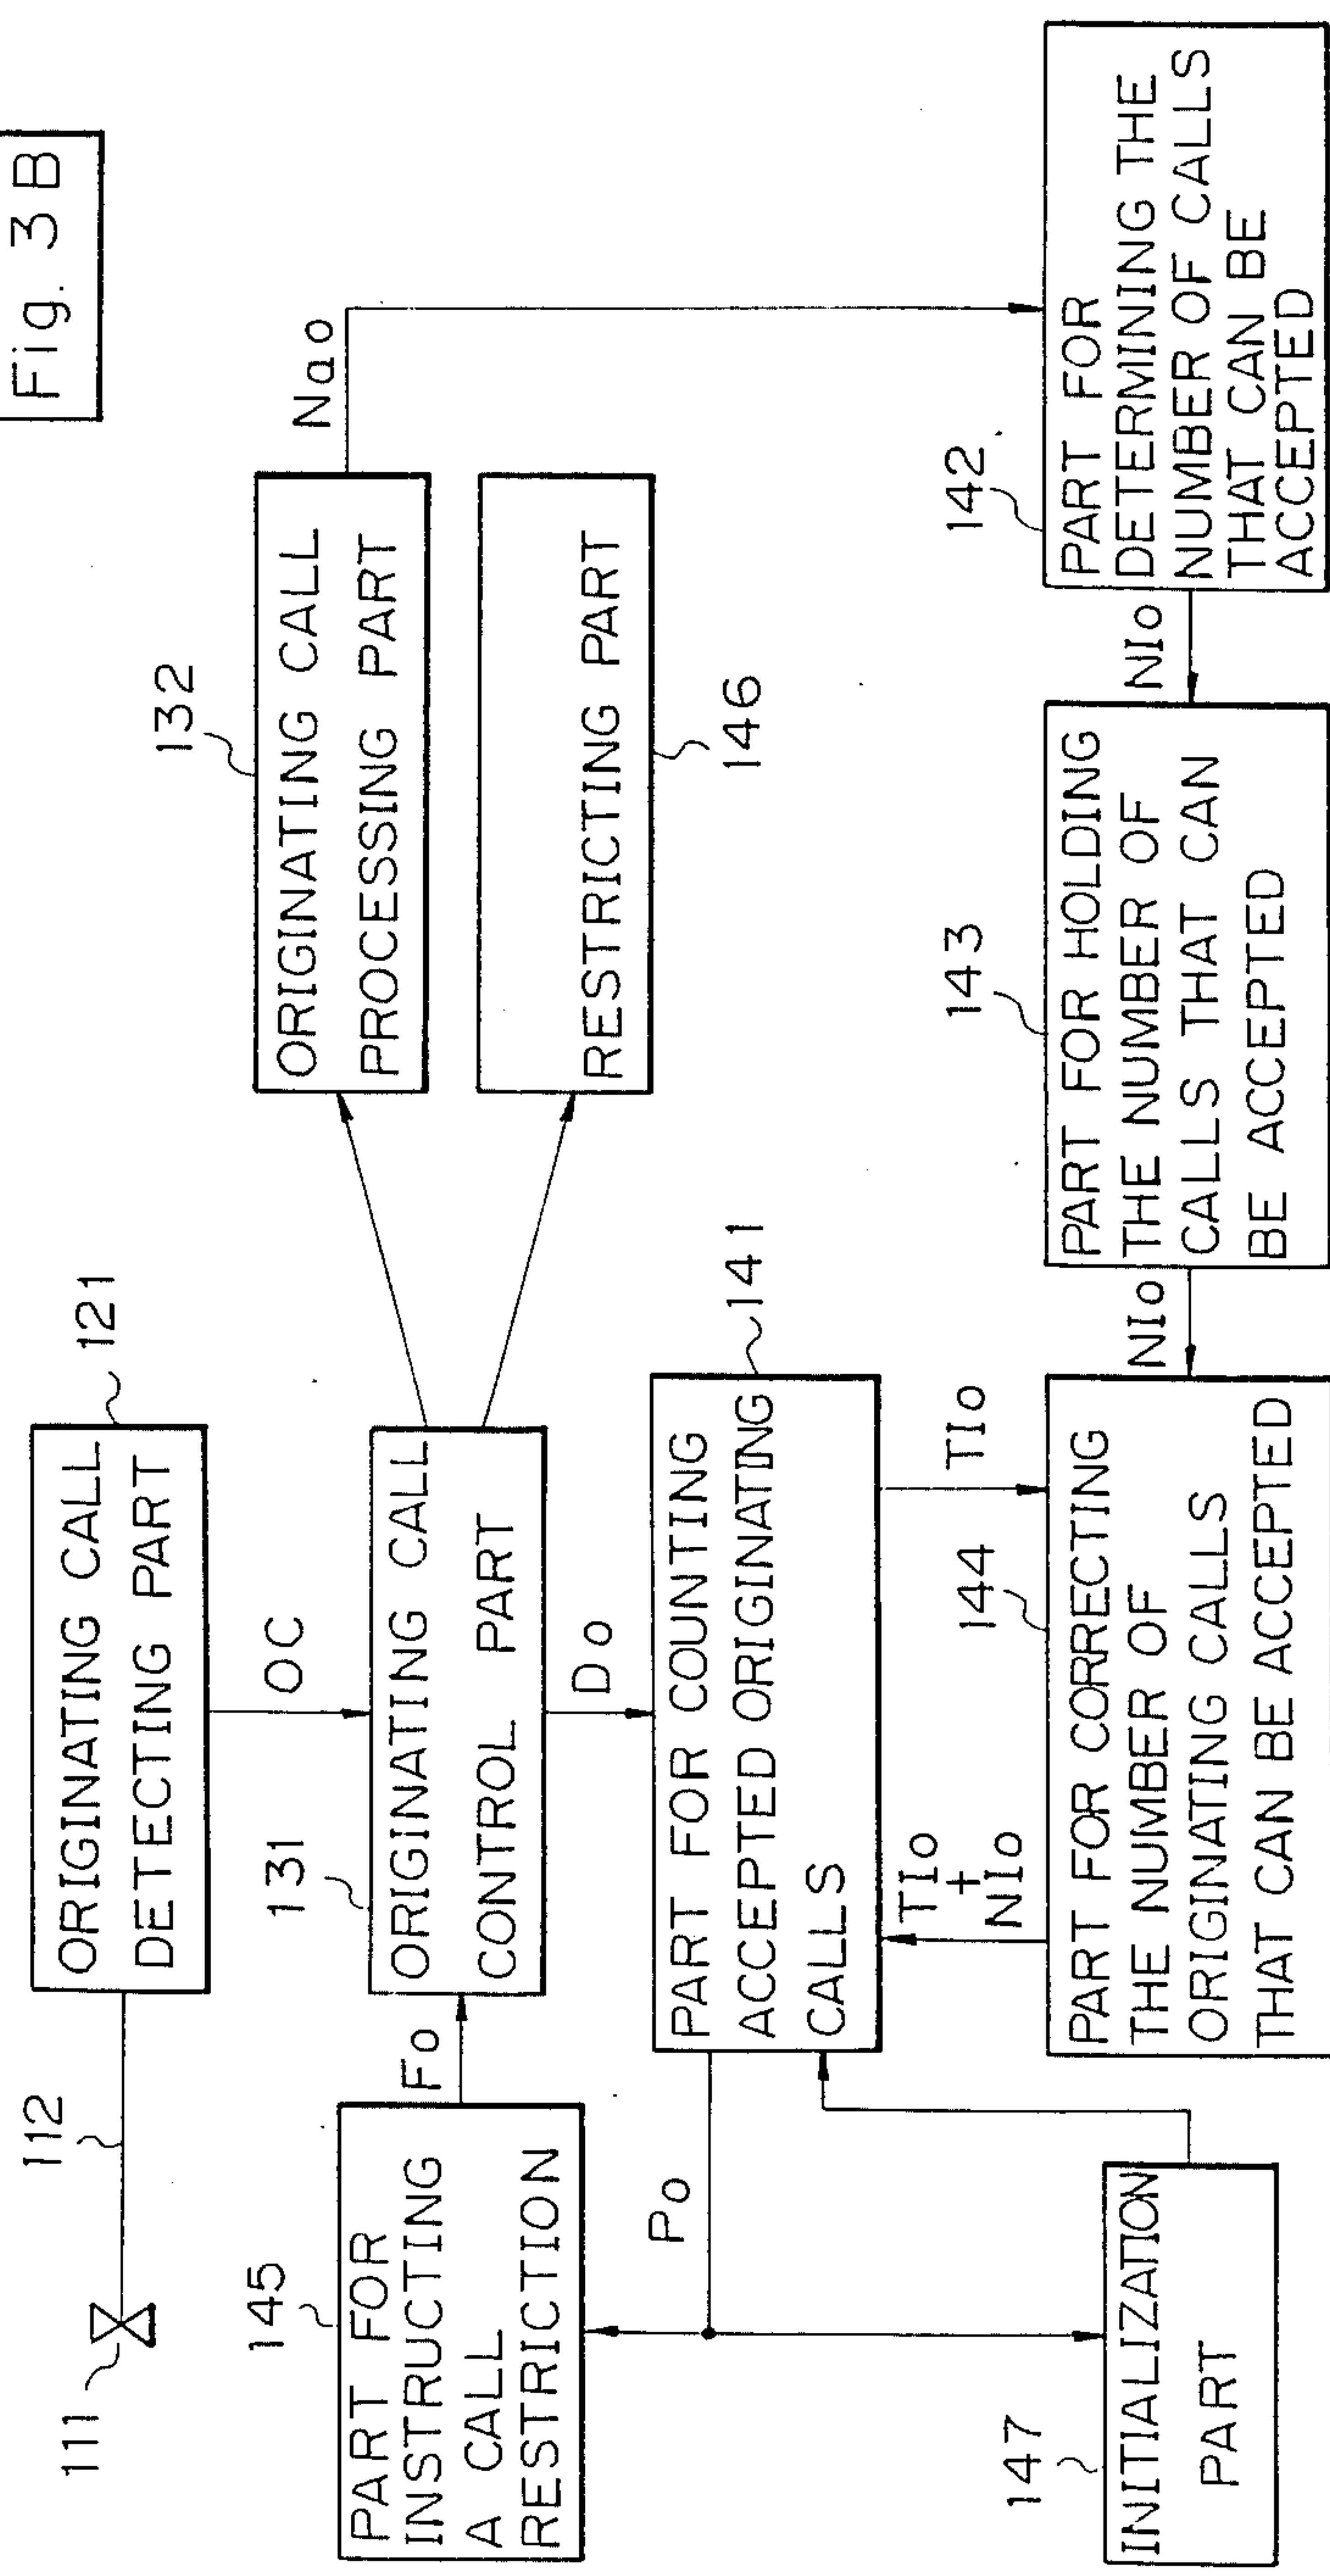 Fig. 3B
111
112
ORIGINATING CALL
DETECTING PART
121
OC
145
PART FOR
INSTRUCTING
A CALL
RESTRICTION
Fo
131
ORIGINATING CALL
CONTROL PART
132
ORIGINATING CALL
PROCESSING PART
Nao
RESTRICTING PART
146
Do
Po
PART FOR COUNTING
ACCEPTED ORIGINATING
CALLS
141
TIo
+
NIo
TIo
147
INITIALIZATION
PART
144
PART FOR CORRECTING
THE NUMBER OF
ORIGINATING CALLS
THAT CAN BE ACCEPTED
NIo
143
PART FOR HOLDING
THE NUMBER OF
CALLS THAT CAN
BE ACCEPTED
NIo
142
PART FOR
DETERMINING THE
NUMBER OF CALLS
THAT CAN BE
ACCEPTED